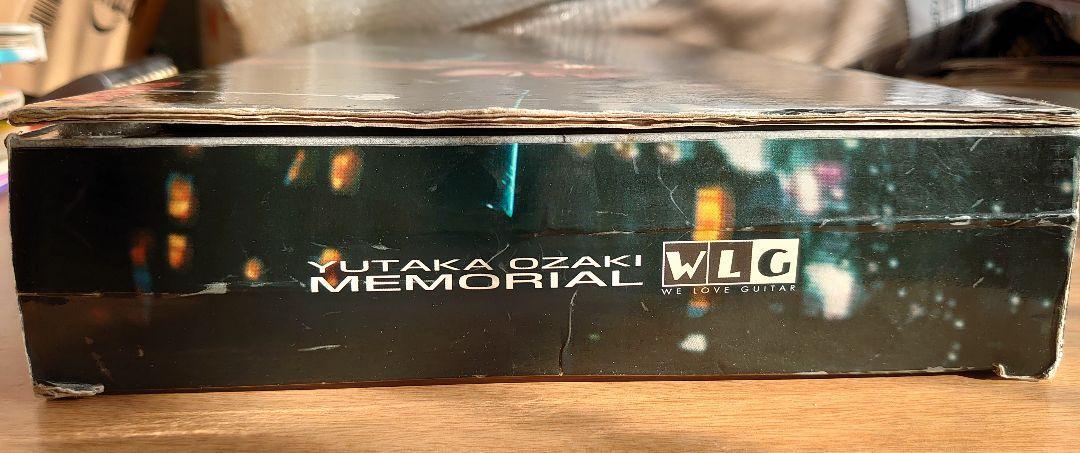 YUTAKA OZAKI
MEMORIAL
WLG
WE LOVE GUITAR